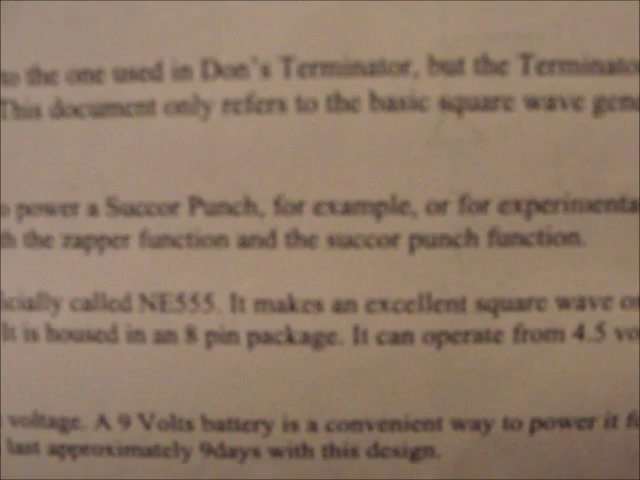 to the one used in Don's Terminator, but the Terminato
This document only refers to the basic square wave gen
power a Succor Punch, for example, or for experimenta
the zapper function and the succor punch function.
icially called NE555. It makes an excellent square wave
It is housed in an 8 pin package. It can operate from 4.5 vo
voltage. A 9 Volts battery is a convenient way to power it f
last approximately 9days with this design.